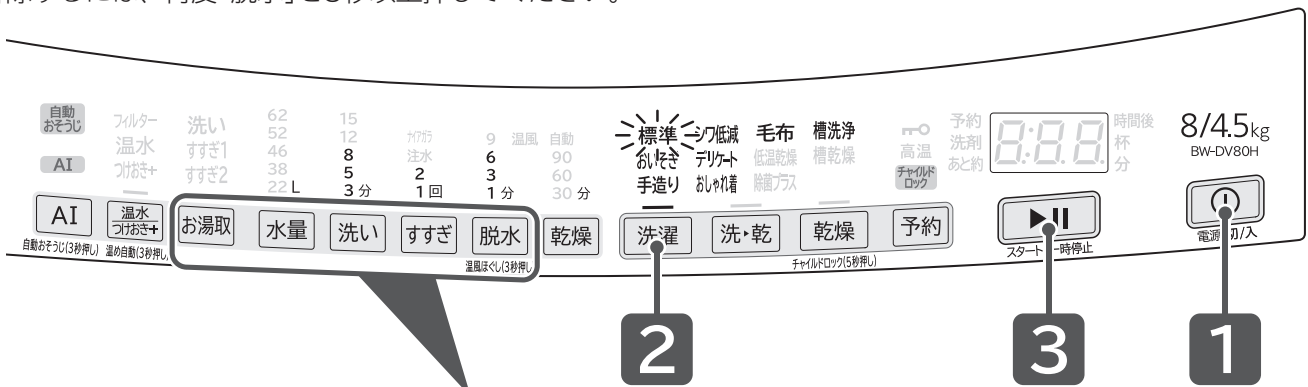 脱水
自動
おそうじ
AI
フィルター
温水
つけおき+
洗い
すすぎ1
すすぎ2
62
52
46
38
22 L
15
12
8
5
3 分
ナイアガラ
注水
2
1 回
9
6
3
1 分
温風
自動
90
60
30 分
標準
おいそぎ
手造り
シワ低減
デリケート
おしゃれ着
毛布
低温乾燥
除菌プラス
槽洗浄
槽乾燥
高温
チャイルド
ロック
予約
洗剤
あと約
8:88
時間後
杯
分
8/4.5kg
BW-DV80H
AI
温水
つけおき+
お湯取
水量
洗い
すすぎ
脱水
乾燥
洗濯
洗・乾
乾燥
予約
自動おそうじ(3秒押し)
温め自動(3秒押し)
温風ほぐし(3秒押し)
チャイルドロック(5秒押し)
スタート 一時停止
電源 切/入
2
3
1